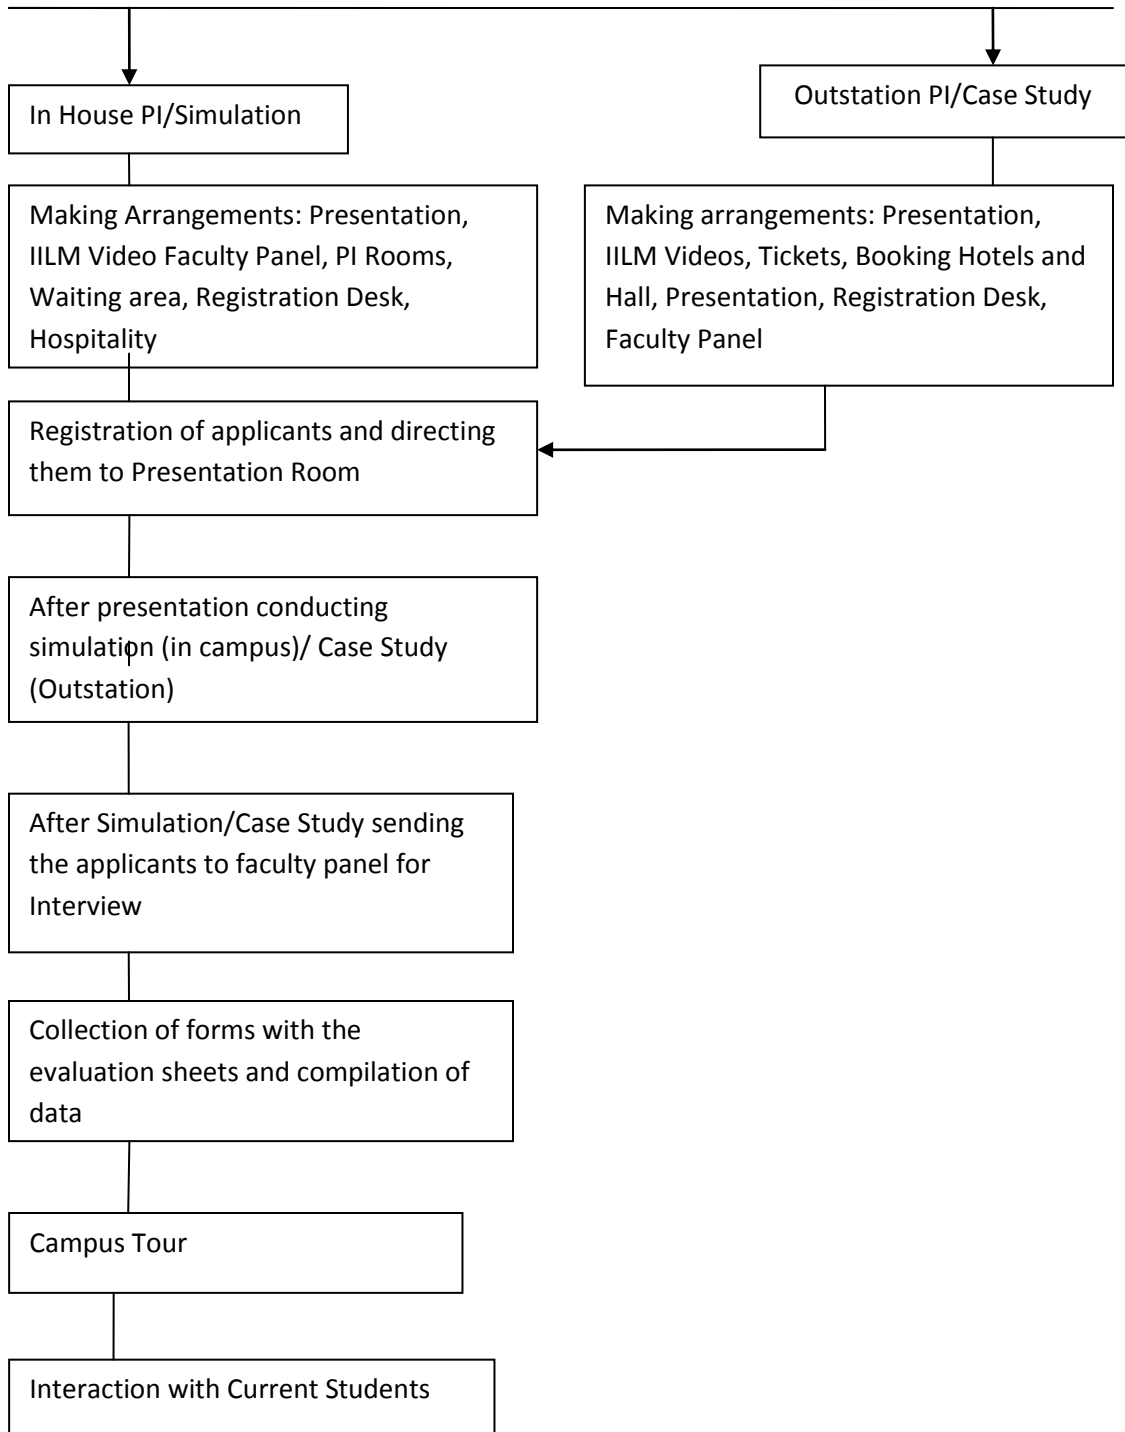 In House PI/Simulation
Outstation PI/Case Study
Making Arrangements: Presentation,
IILM Video Faculty Panel, PI Rooms,
Waiting area, Registration Desk,
Hospitality
Making arrangements: Presentation,
IILM Videos, Tickets, Booking Hotels and
Hall, Presentation, Registration Desk,
Faculty Panel
Registration of applicants and directing
them to Presentation Room
After presentation conducting
simulation (in campus)/ Case Study
(Outstation)
After Simulation/Case Study sending
the applicants to faculty panel for
Interview
Collection of forms with the
evaluation sheets and compilation of
data
Campus Tour
Interaction with Current Students